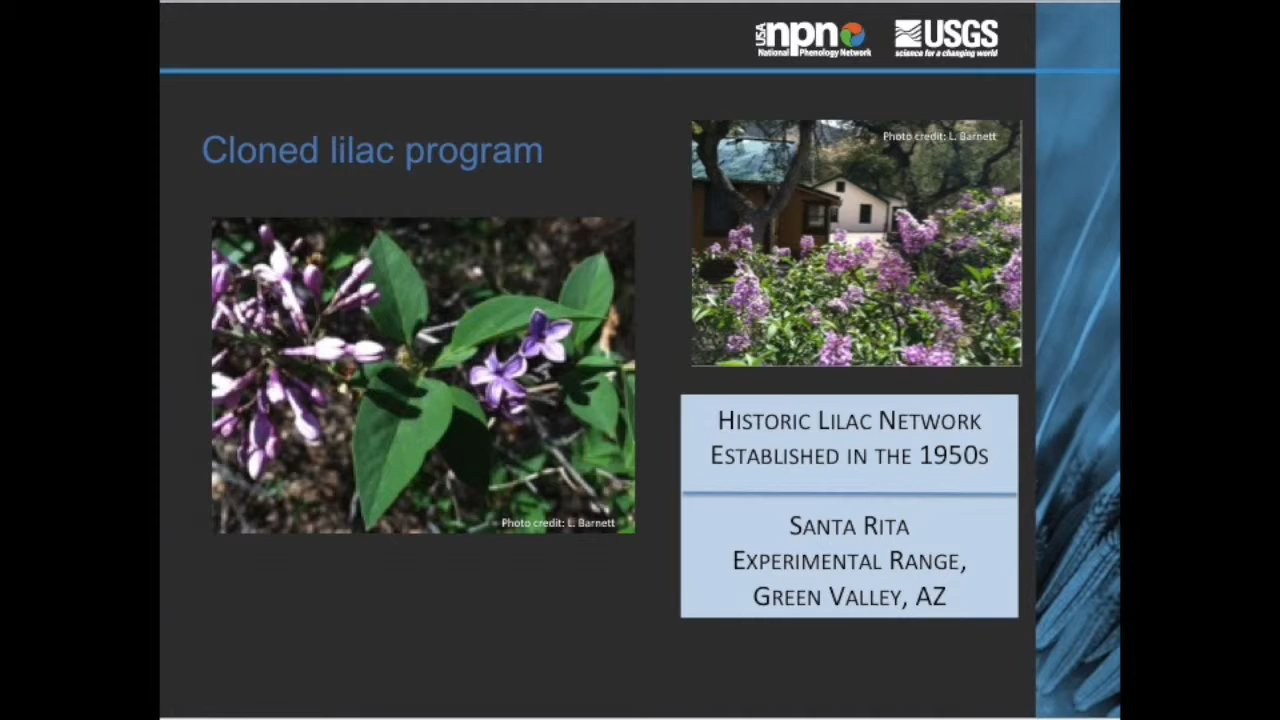 USA npn
National Phenology Network
USGS
science for a changing world
Cloned lilac program
Photo credit: L. Barnett
Photo credit: L. Barnett
HISTORIC LILAC NETWORK
ESTABLISHED IN THE 1950S
SANTA RITA
EXPERIMENTAL RANGE,
GREEN VALLEY, AZ